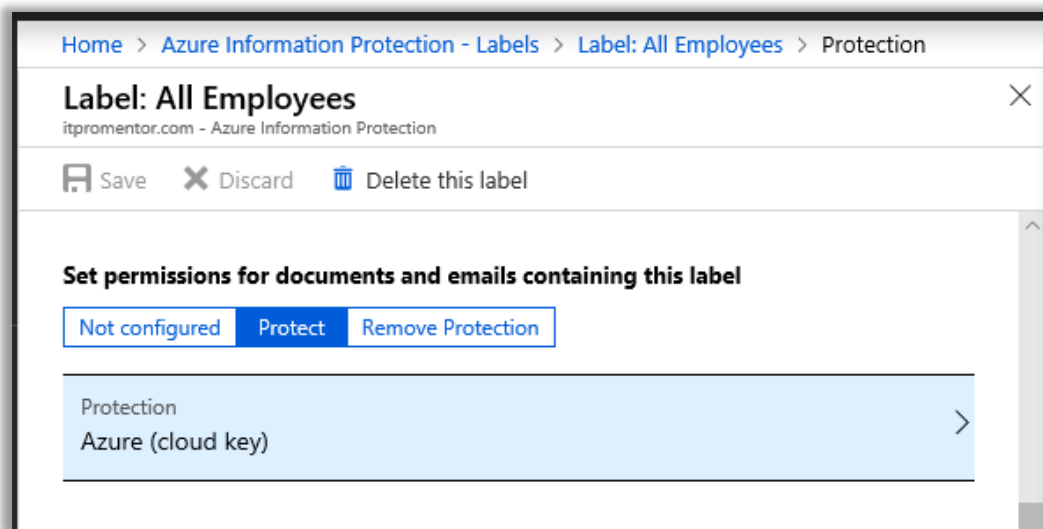 Home > Azure Information Protection - Labels > Label: All Employees > Protection
Label: All Employees
itpromentor.com - Azure Information Protection
Save Discard Delete this label
Set permissions for documents and emails containing this label
Not configured Protect Remove Protection
Protection
Azure (cloud key)